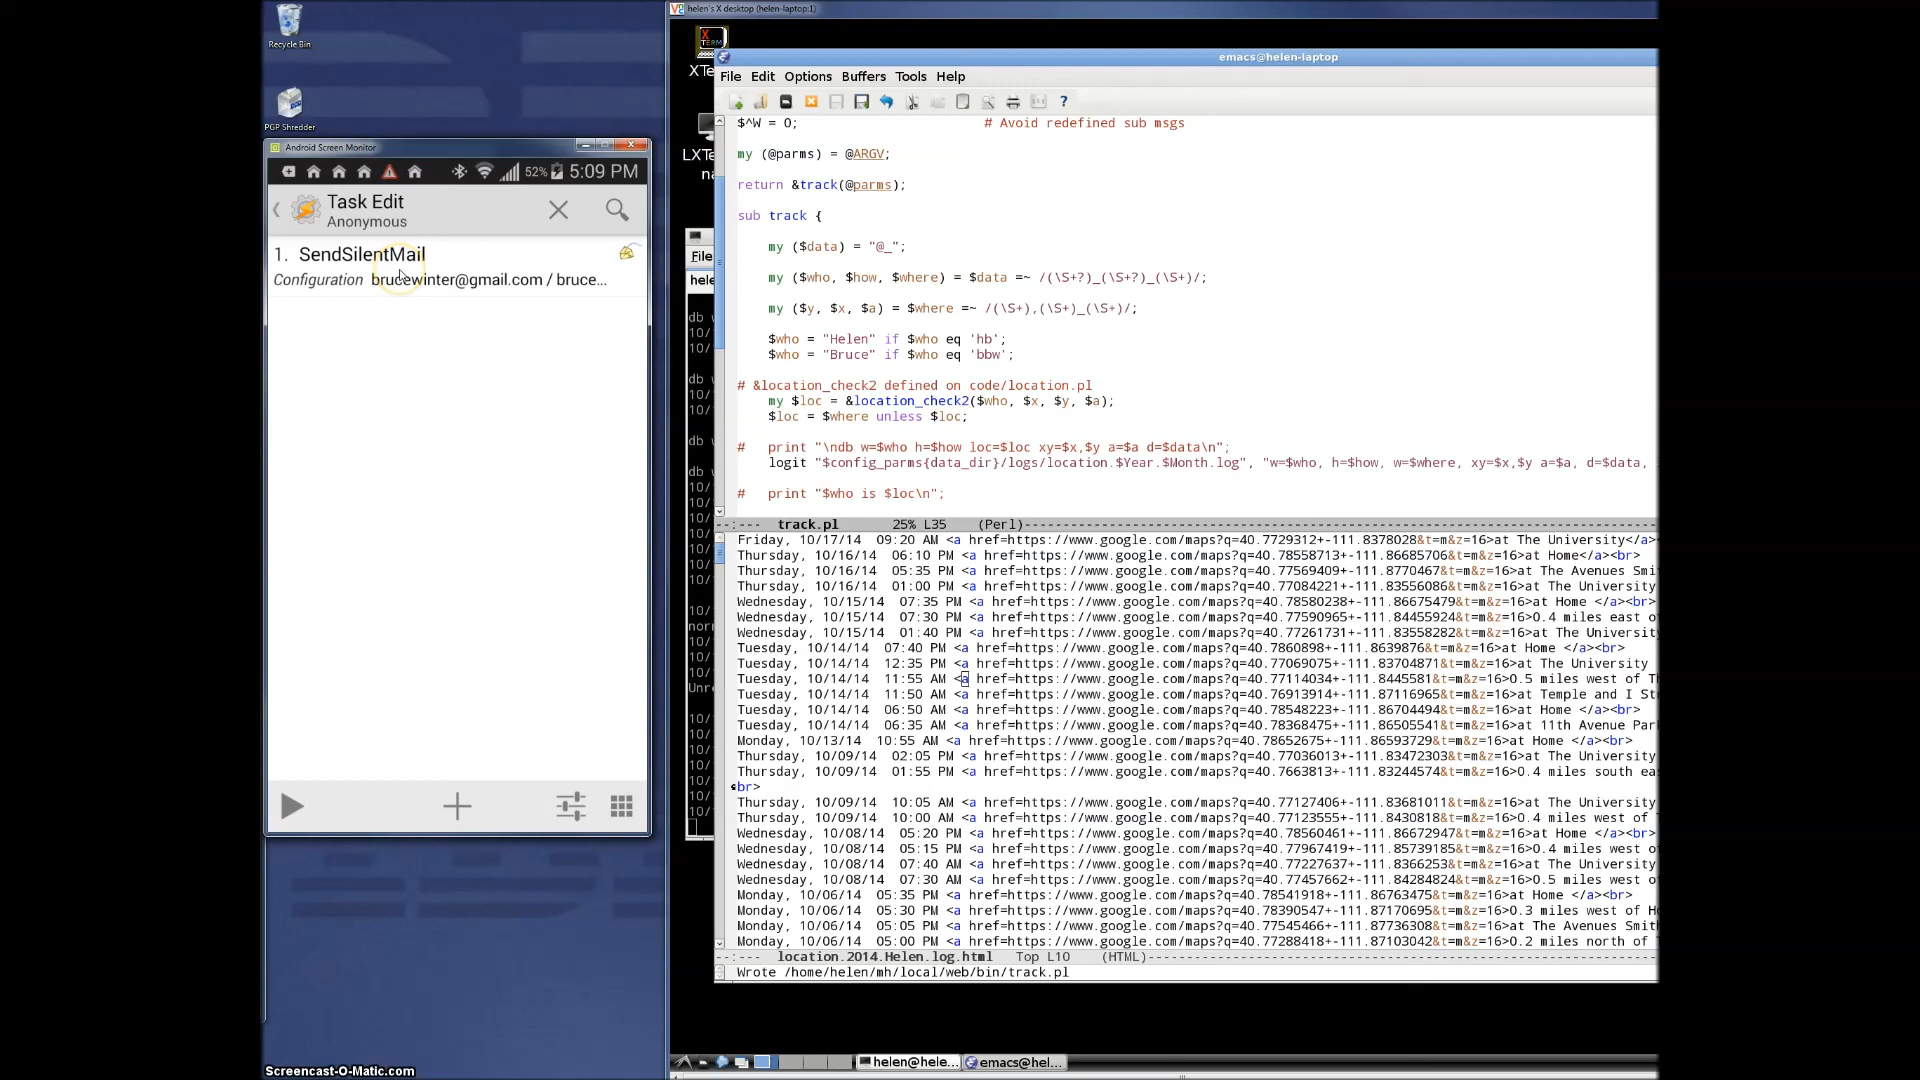 Recycle Bin
PGP Shredder
Android Screen Monitor
52% 5:09 PM
Task Edit
Anonymous
1. SendSilentMail
Configuration brucewinter@gmail.com / bruce...
Screencast-O-Matic.com
helen's X desktop (helen-laptop:1)
XTERM
XTe
LXTer
na
File
hele
emacs@helen-laptop
File Edit Options Buffers Tools Help
$^W = 0; # Avoid redefined sub msgs
my (@parms) = @ARGV;
return &track(@parms);
sub track {
my ($data) = "@_";
my ($who, $how, $where) = $data =~ /(\S+?)_(\S+?)_(\S+)/;
my ($y, $x, $a) = $where =~ /(\S+),(\S+)_(\S+)/;
$who = "Helen" if $who eq 'hb';
$who = "Bruce" if $who eq 'bbw';
# &location_check2 defined on code/location.pl
my $loc = &location_check2($who, $x, $y, $a);
$loc = $where unless $loc;
# print "\ndb w=$who h=$how loc=$loc xy=$x,$y a=$a d=$data\n";
logit "$config_parms{data_dir}/logs/location.$Year.$Month.log", "w=$who, h=$how, w=$where, xy=$x,$y a=$a, d=$data,
# print "$who is $loc\n";
--:--- track.pl 25% L35 (Perl)
Friday, 10/17/14 09:20 AM <a href=https://www.google.com/maps?q=40.7729312+-111.8378028&t=m&z=16>at The University</a><
Thursday, 10/16/14 06:10 PM <a href=https://www.google.com/maps?q=40.78558713+-111.86685706&t=m&z=16>at Home</a><br>
Thursday, 10/16/14 05:35 PM <a href=https://www.google.com/maps?q=40.77569409+-111.8770467&t=m&z=16>at The Avenues Smi
Thursday, 10/16/14 01:00 PM <a href=https://www.google.com/maps?q=40.77084221+-111.83556086&t=m&z=16>at The University
Wednesday, 10/15/14 07:35 PM <a href=https://www.google.com/maps?q=40.78580238+-111.86675479&t=m&z=16>at Home </a><br>
Wednesday, 10/15/14 07:30 PM <a href=https://www.google.com/maps?q=40.77590965+-111.84455924&t=m&z=16>0.4 miles east o
Wednesday, 10/15/14 01:40 PM <a href=https://www.google.com/maps?q=40.77261731+-111.83558282&t=m&z=16>at The University
Tuesday, 10/14/14 07:40 PM <a href=https://www.google.com/maps?q=40.7860898+-111.8639876&t=m&z=16>at Home </a><br>
Tuesday, 10/14/14 12:35 PM <a href=https://www.google.com/maps?q=40.77069075+-111.83704871&t=m&z=16>at The University
Tuesday, 10/14/14 11:55 AM <a href=https://www.google.com/maps?q=40.77114034+-111.8445581&t=m&z=16>0.5 miles west of T
Tuesday, 10/14/14 11:50 AM <a href=https://www.google.com/maps?q=40.76913914+-111.87116965&t=m&z=16>at Temple and I St
Tuesday, 10/14/14 06:50 AM <a href=https://www.google.com/maps?q=40.78548223+-111.86704494&t=m&z=16>at Home </a><br>
Tuesday, 10/14/14 06:35 AM <a href=https://www.google.com/maps?q=40.78368475+-111.86505541&t=m&z=16>at 11th Avenue Par
Monday, 10/13/14 10:55 AM <a href=https://www.google.com/maps?q=40.78652675+-111.86593729&t=m&z=16>at Home </a><br>
Thursday, 10/09/14 02:05 PM <a href=https://www.google.com/maps?q=40.77036013+-111.83472303&t=m&z=16>at The University
Thursday, 10/09/14 01:55 PM <a href=https://www.google.com/maps?q=40.7663813+-111.83244574&t=m&z=16>0.4 miles south eas
br>
Thursday, 10/09/14 10:05 AM <a href=https://www.google.com/maps?q=40.77127406+-111.83681011&t=m&z=16>at The University
Thursday, 10/09/14 10:00 AM <a href=https://www.google.com/maps?q=40.77123555+-111.8430818&t=m&z=16>0.4 miles west of T
Wednesday, 10/08/14 05:20 PM <a href=https://www.google.com/maps?q=40.78560461+-111.86672947&t=m&z=16>at Home </a><br>
Wednesday, 10/08/14 05:15 PM <a href=https://www.google.com/maps?q=40.77967419+-111.85739185&t=m&z=16>0.4 miles west o
Wednesday, 10/08/14 07:40 AM <a href=https://www.google.com/maps?q=40.77227637+-111.8366253&t=m&z=16>at The University
Wednesday, 10/08/14 07:30 AM <a href=https://www.google.com/maps?q=40.77457662+-111.84284824&t=m&z=16>0.5 miles west of
Monday, 10/06/14 05:35 PM <a href=https://www.google.com/maps?q=40.78541918+-111.86763475&t=m&z=16>at Home </a><br>
Monday, 10/06/14 05:30 PM <a href=https://www.google.com/maps?q=40.78390547+-111.87170695&t=m&z=16>0.3 miles west of H
Monday, 10/06/14 05:05 PM <a href=https://www.google.com/maps?q=40.77545466+-111.87736308&t=m&z=16>at The Avenues Smit
Monday, 10/06/14 05:00 PM <a href=https://www.google.com/maps?q=40.77288418+-111.87103042&t=m&z=16>0.2 miles north of
--:--- location.2014.Helen.log.html Top L10 (HTML)
Wrote /home/helen/mh/local/web/bin/track.pl
helen@hele... emacs@hel...